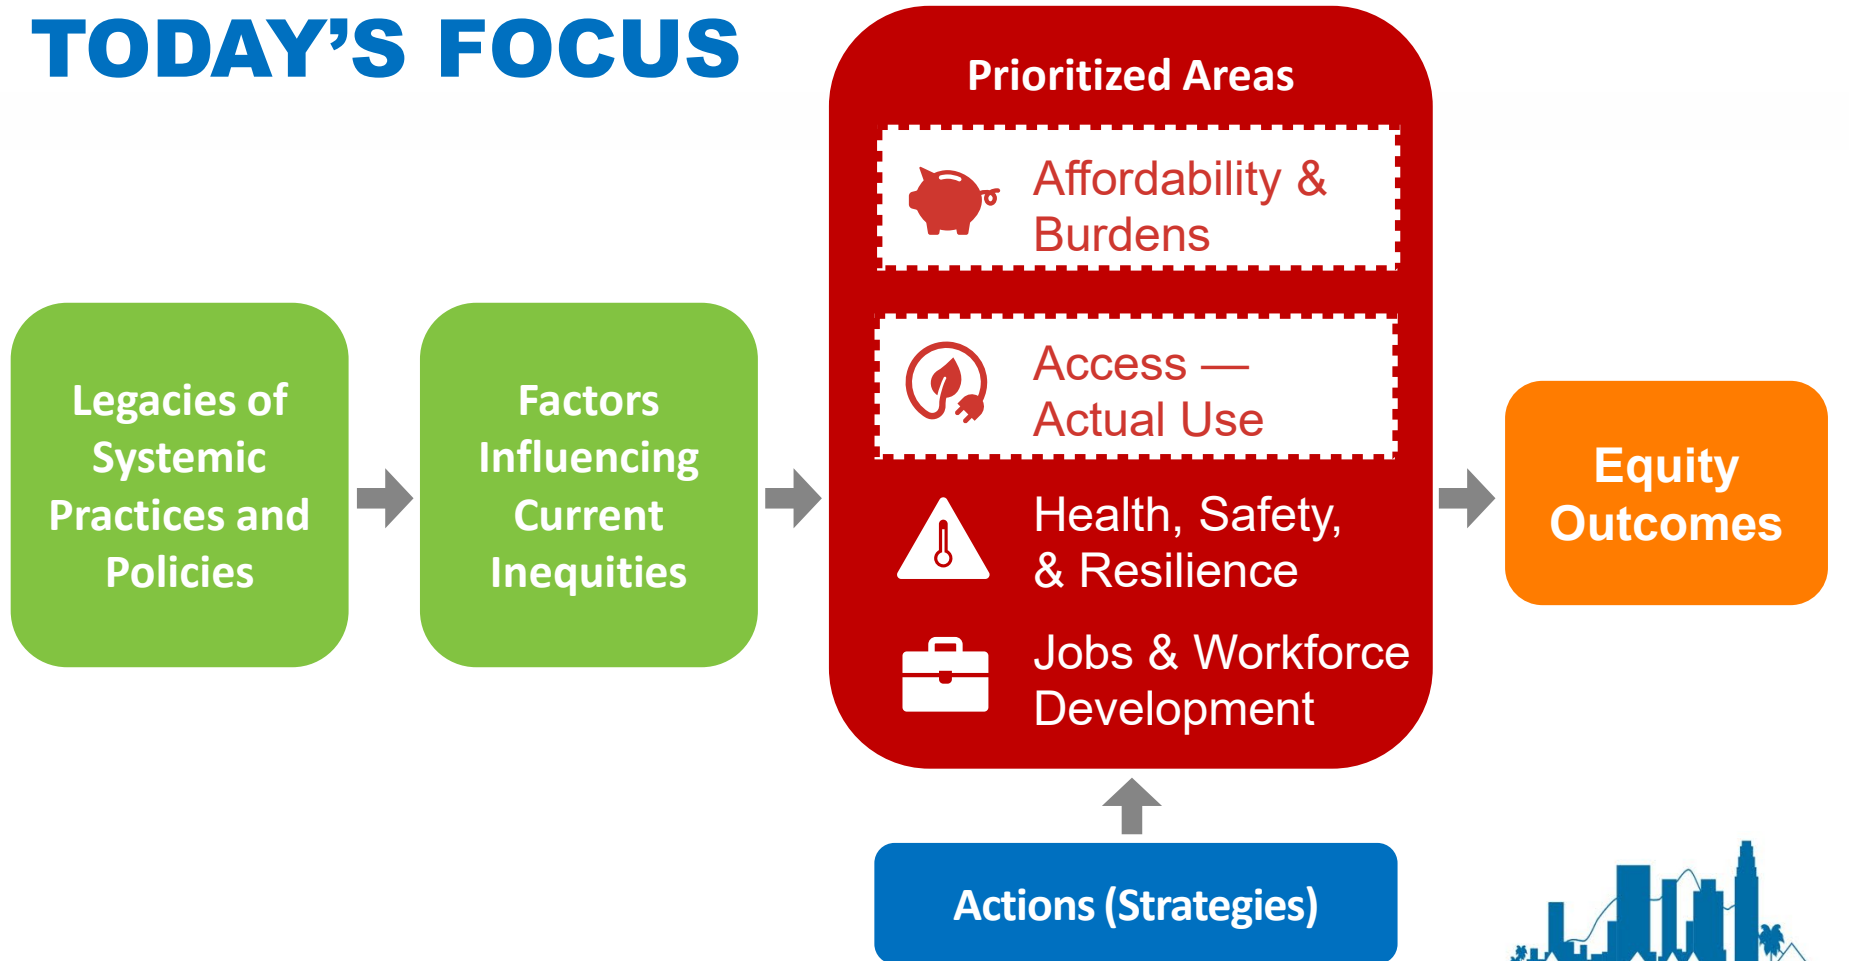 TODAY’S FOCUS
Legacies of
Systemic
Practices and
Policies
Factors
Influencing
Current
Inequities
Prioritized Areas
Affordability &
Burdens
Access —
Actual Use
Health, Safety,
& Resilience
Jobs & Workforce
Development
Equity
Outcomes
Actions (Strategies)